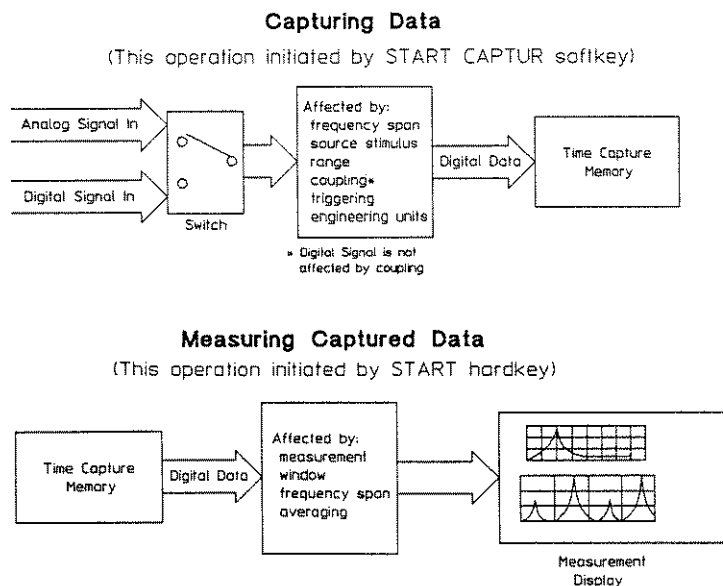 Capturing Data
(This operation initiated by START CAPTUR softkey)
Analog Signal In
Digital Signal In
Switch
Affected by:
frequency span
source stimulus
range
coupling*
triggering
engineering units
* Digital Signal is not
affected by coupling
Digital Data
Time Capture
Memory
Measuring Captured Data
(This operation initiated by START hardkey)
Time Capture
Memory
Digital Data
Affected by:
measurement
window
frequency span
averaging
Measurement
Display